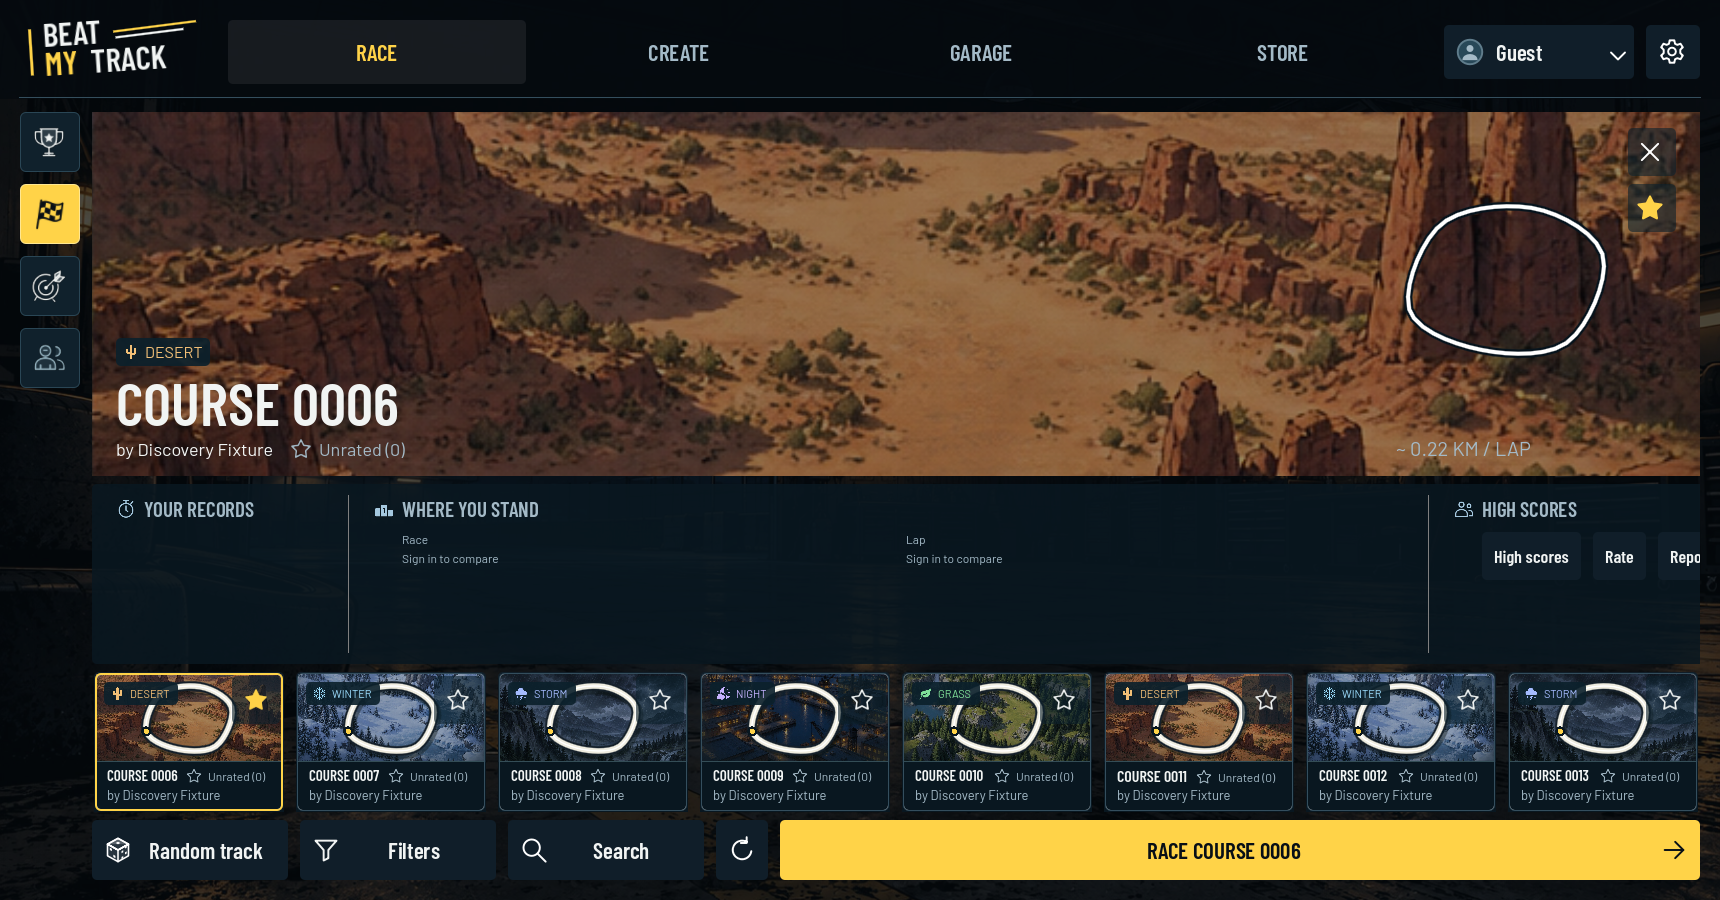 BEAT
MY TRACK
RACE
CREATE
GARAGE
STORE
Guest
DESERT
COURSE 0006
by Discovery Fixture
Unrated (0)
~ 0.22 KM / LAP
YOUR RECORDS
WHERE YOU STAND
Race
Sign in to compare
Lap
Sign in to compare
HIGH SCORES
High scores
Rate
Repo
DESERT
COURSE 0006
Unrated (0)
by Discovery Fixture
WINTER
COURSE 0007
Unrated (0)
by Discovery Fixture
STORM
COURSE 0008
Unrated (0)
by Discovery Fixture
NIGHT
COURSE 0009
Unrated (0)
by Discovery Fixture
GRASS
COURSE 0010
Unrated (0)
by Discovery Fixture
DESERT
COURSE 0011
Unrated (0)
by Discovery Fixture
WINTER
COURSE 0012
Unrated (0)
by Discovery Fixture
STORM
COURSE 0013
Unrated (0)
by Discovery Fixture
Random track
Filters
Search
RACE COURSE 0006